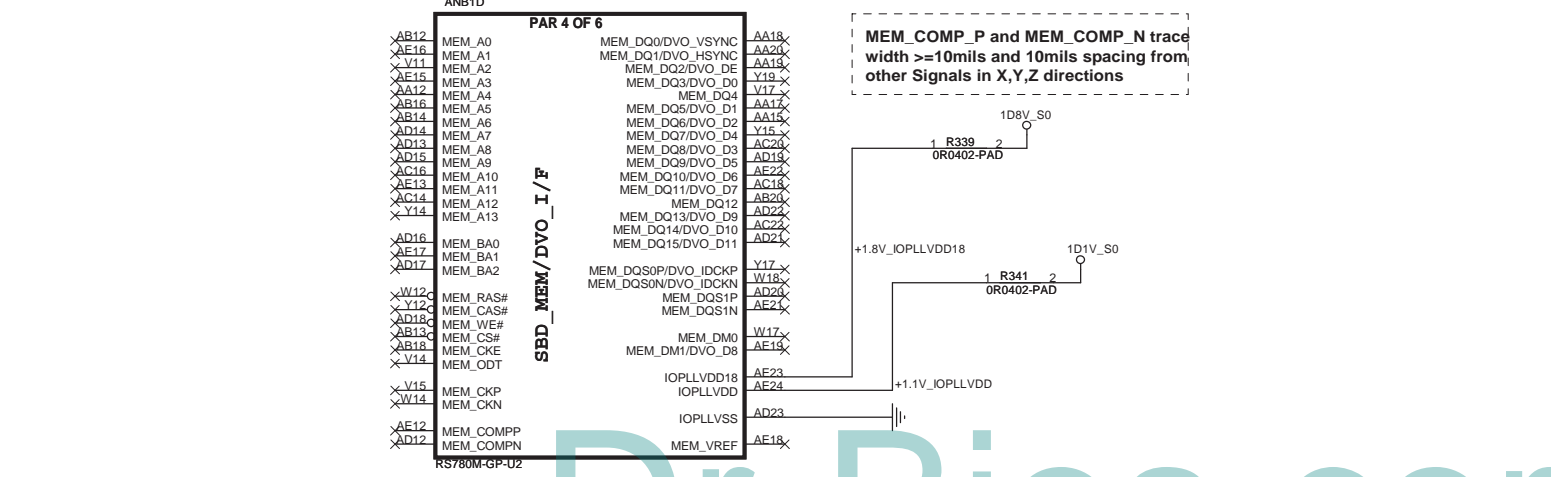 ANB1D
PAR 4 OF 6
AB12 MEM_A0
AE16 MEM_A1
V11 MEM_A2
AE15 MEM_A3
AA12 MEM_A4
AB16 MEM_A5
AB14 MEM_A6
AD14 MEM_A7
AD13 MEM_A8
AD15 MEM_A9
AC16 MEM_A10
AE13 MEM_A11
AC14 MEM_A12
Y14 MEM_A13
AD16 MEM_BA0
AE17 MEM_BA1
AD17 MEM_BA2
W12 MEM_RAS#
Y12 MEM_CAS#
AD18 MEM_WE#
AB13 MEM_CS#
AB18 MEM_CKE
V14 MEM_ODT
V15 MEM_CKP
W14 MEM_CKN
AE12 MEM_COMPP
AD12 MEM_COMPN
SBD_MEM/DVO_I/F
MEM_DQ0/DVO_VSYNC AA18
MEM_DQ1/DVO_HSYNC AA20
MEM_DQ2/DVO_DE AA19
MEM_DQ3/DVO_D0 Y19
MEM_DQ4 V17
MEM_DQ5/DVO_D1 AA17
MEM_DQ6/DVO_D2 AA15
MEM_DQ7/DVO_D4 Y15
MEM_DQ8/DVO_D3 AC20
MEM_DQ9/DVO_D5 AD19
MEM_DQ10/DVO_D6 AE22
MEM_DQ11/DVO_D7 AC18
MEM_DQ12 AB20
MEM_DQ13/DVO_D9 AD22
MEM_DQ14/DVO_D10 AC22
MEM_DQ15/DVO_D11 AD21
MEM_DQS0P/DVO_IDCKP Y17
MEM_DQS0N/DVO_IDCKN W18
MEM_DQS1P AD20
MEM_DQS1N AE21
MEM_DM0 W17
MEM_DM1/DVO_D8 AE19
IOPLLVDD18 AE23
IOPLLVDD AE24
IOPLLVSS AD23
MEM_VREF AE18
RS780M-GP-U2
MEM_COMP_P and MEM_COMP_N trace
width >=10mils and 10mils spacing from
other Signals in X,Y,Z directions
1D8V_S0
1 R339 2
0R0402-PAD
+1.8V_IOPLLVDD18
1D1V_S0
1 R341 2
0R0402-PAD
+1.1V_IOPLLVDD